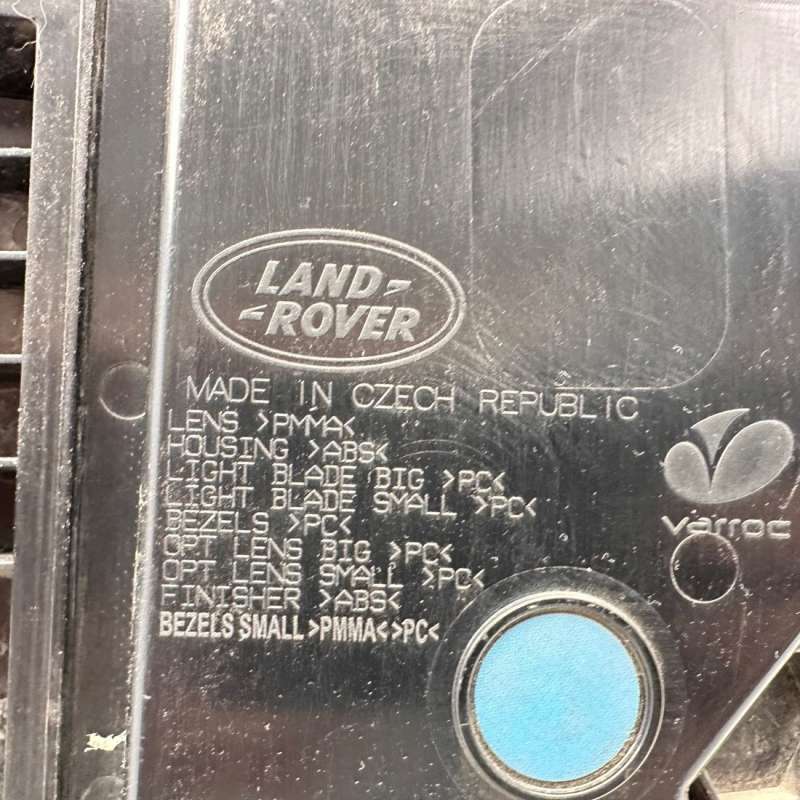 LAND-
-ROVER
MADE IN CZECH REPUBLIC
LENS >PMMA<
HOUSING >ABS<
LIGHT BLADE BIG >PC<
LIGHT BLADE SMALL >PC<
BEZELS >PC<
OPT LENS BIG >PC<
OPT LENS SMALL >PC<
FINISHER >ABS<
BEZELS SMALL >PMMA<>PC<
varroc